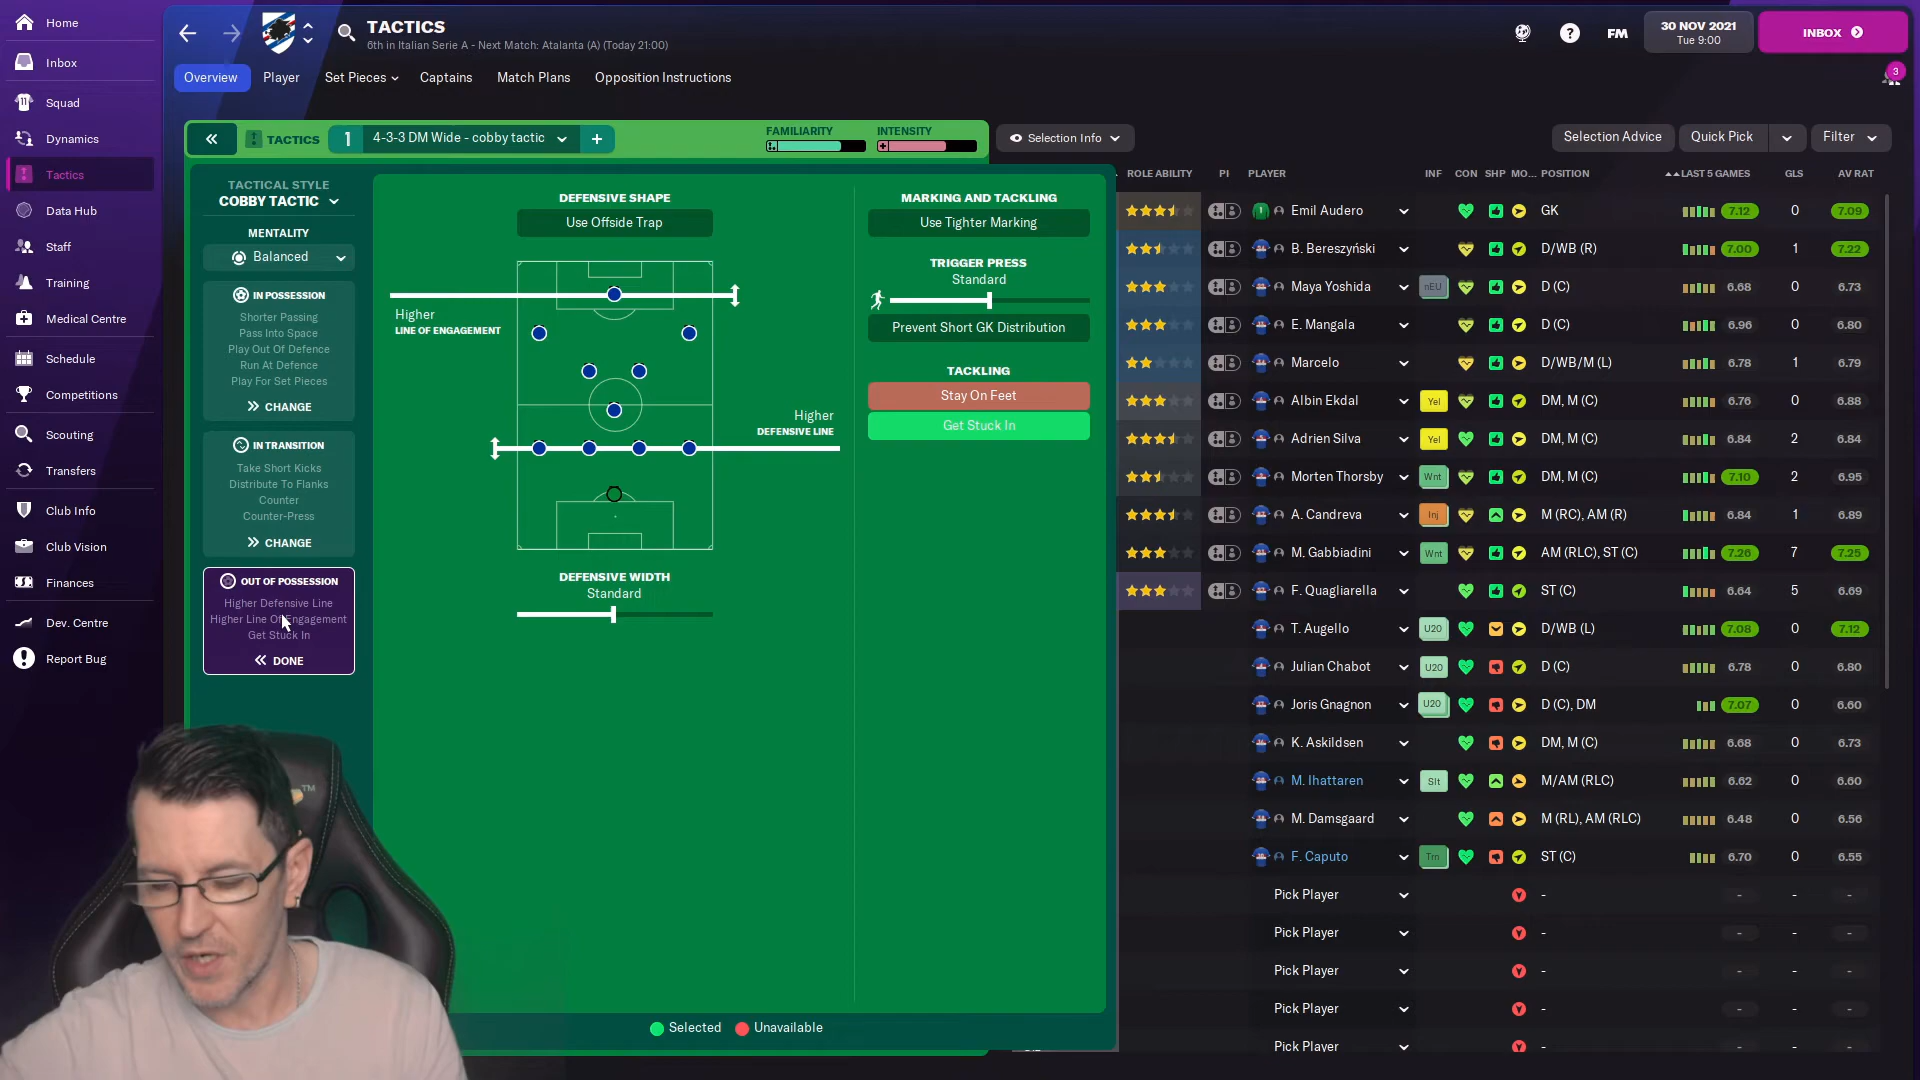 Home
Inbox
Squad
Dynamics
Tactics
Data Hub
Staff
Training
Medical Centre
Schedule
Competitions
Scouting
Transfers
Club Info
Club Vision
Finances
Dev. Centre
Report Bug
TACTICS
6th in Italian Serie A - Next Match: Atalanta (A) (Today 21:00)
FM
30 NOV 2021
Tue 9:00
INBOX
3
Overview
Player
Set Pieces
Captains
Match Plans
Opposition Instructions
TACTICS
1
4-3-3 DM Wide - cobby tactic
FAMILIARITY
INTENSITY
Selection Info
Selection Advice
Quick Pick
Filter
TACTICAL STYLE
COBBY TACTIC
MENTALITY
Balanced
IN POSSESSION
Shorter Passing
Pass Into Space
Play Out Of Defence
Run At Defence
Play For Set Pieces
CHANGE
IN TRANSITION
Take Short Kicks
Distribute To Flanks
Counter
Counter-Press
CHANGE
OUT OF POSSESSION
Higher Defensive Line
Higher Line Of Engagement
Get Stuck In
DONE
DEFENSIVE SHAPE
Use Offside Trap
Higher
LINE OF ENGAGEMENT
Higher
DEFENSIVE LINE
DEFENSIVE WIDTH
Standard
MARKING AND TACKLING
Use Tighter Marking
TRIGGER PRESS
Standard
Prevent Short GK Distribution
TACKLING
Stay On Feet
Get Stuck In
Selected
Unavailable
ROLE ABILITY PI PLAYER INF CON SHP MO... POSITION LAST 5 GAMES GLS AV RAT
Emil Audero GK 7.12 0 7.09
B. Bereszyński D/WB (R) 7.00 1 7.22
Maya Yoshida nEU D (C) 6.68 0 6.73
E. Mangala D (C) 6.96 0 6.80
Marcelo D/WB/M (L) 6.78 1 6.79
Albin Ekdal Yel DM, M (C) 6.76 0 6.88
Adrien Silva Yel DM, M (C) 6.84 2 6.84
Morten Thorsby Wnt DM, M (C) 7.10 2 6.95
A. Candreva Inj M (RC), AM (R) 6.84 1 6.89
M. Gabbiadini Wnt AM (RLC), ST (C) 7.26 7 7.25
F. Quagliarella ST (C) 6.64 5 6.69
T. Augello U20 D/WB (L) 7.08 0 7.12
Julian Chabot U20 D (C) 6.78 0 6.80
Joris Gnagnon U20 D (C), DM 7.07 0 6.60
K. Askildsen DM, M (C) 6.68 0 6.73
M. Ihattaren Slt M/AM (RLC) 6.62 0 6.60
M. Damsgaard M (RL), AM (RLC) 6.48 0 6.56
F. Caputo Trn ST (C) 6.70 0 6.55
Pick Player - - - -
Pick Player - - - -
Pick Player - - - -
Pick Player - - - -
Pick Player - - - -
TM